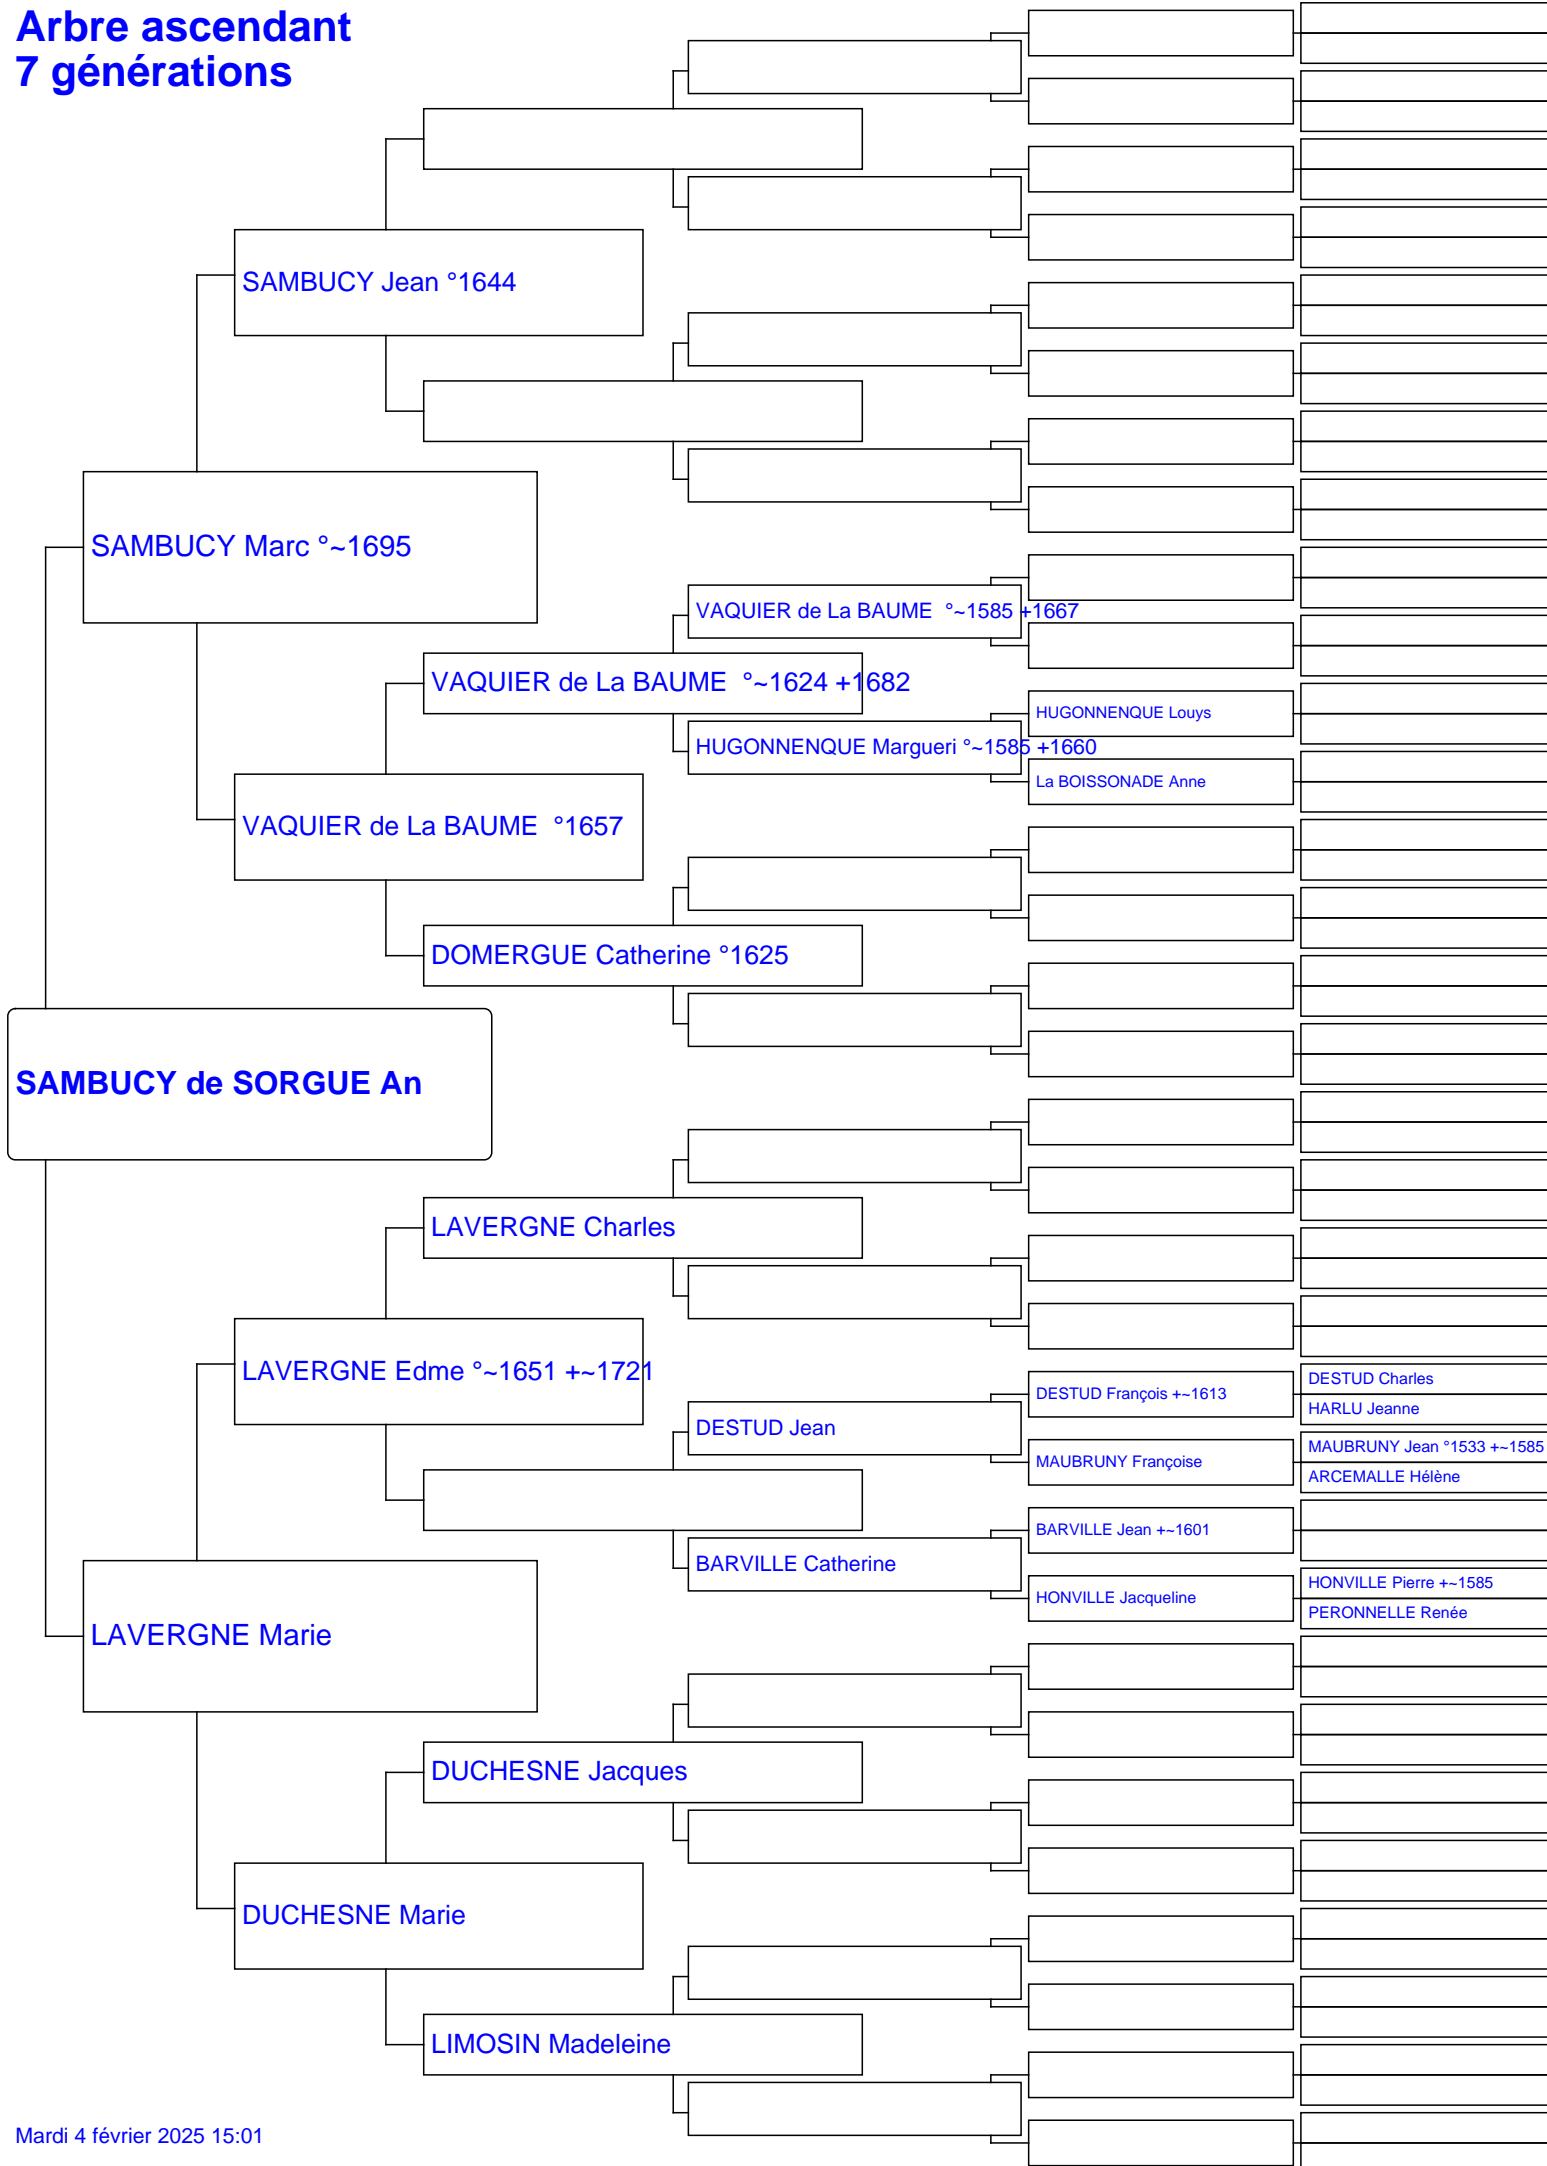 Arbre ascendant
7 générations
SAMBUCY Jean °1644
SAMBUCY Marc °~1695
VAQUIER de La BAUME  °~1585 +1667
VAQUIER de La BAUME  °~1624 +1682
HUGONNENQUE Louys
HUGONNENQUE Margueri °~1585 +1660
La BOISSONADE Anne
VAQUIER de La BAUME  °1657
DOMERGUE Catherine °1625
SAMBUCY de SORGUE An
LAVERGNE Charles
LAVERGNE Edme °~1651 +~1721
DESTUD Charles
DESTUD François +~1613
HARLU Jeanne
DESTUD Jean
MAUBRUNY Jean °1533 +~1585
MAUBRUNY Françoise
ARCEMALLE Hélène
BARVILLE Jean +~1601
BARVILLE Catherine
HONVILLE Pierre +~1585
HONVILLE Jacqueline
PERONNELLE Renée
LAVERGNE Marie
DUCHESNE Jacques
DUCHESNE Marie
LIMOSIN Madeleine
Mardi 4 février 2025 15:01